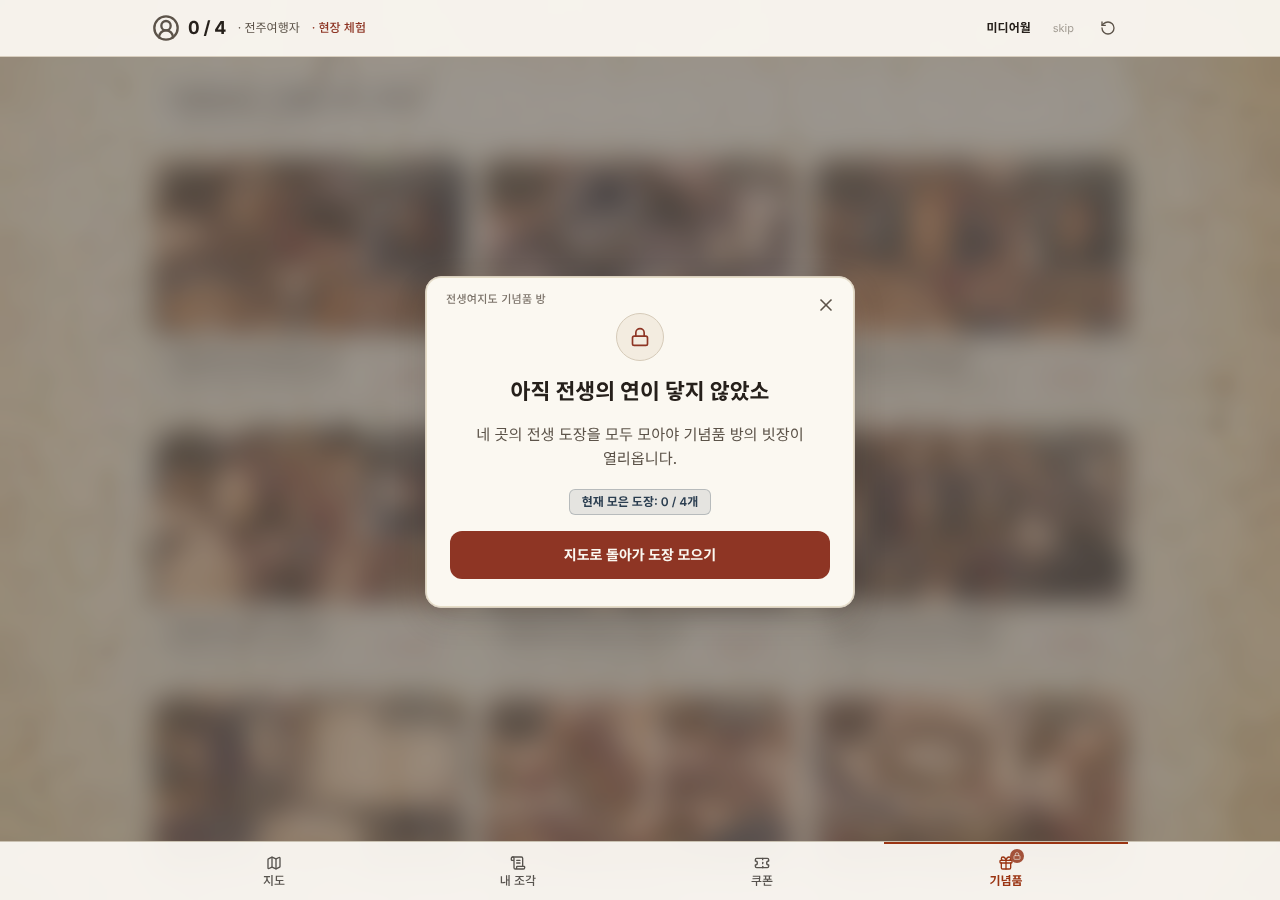 0 / 4 · 전주여행자 · 현장 체험
미디어월 skip
전생여지도 기념품 방
아직 전생의 연이 닿지 않았소
네 곳의 전생 도장을 모두 모아야 기념품 방의 빗장이
열리옵니다.
현재 모은 도장: 0 / 4개
지도로 돌아가 도장 모으기
지도 내 조각 쿠폰 기념품